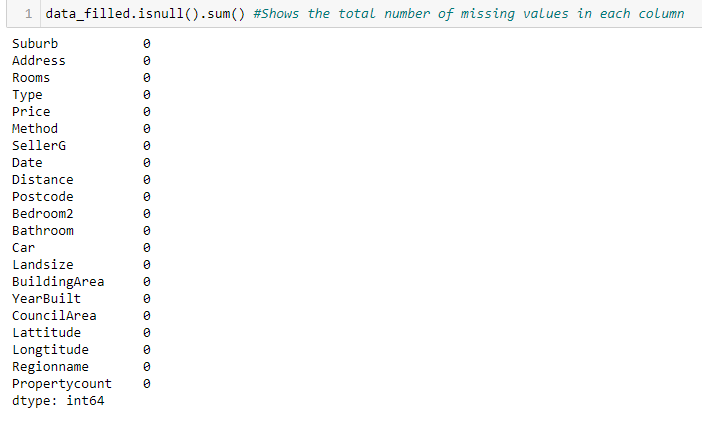 1 data_filled.isnull().sum() #Shows the total number of missing values in each column
Suburb 0
Address 0
Rooms 0
Type 0
Price 0
Method 0
SellerG 0
Date 0
Distance 0
Postcode 0
Bedroom2 0
Bathroom 0
Car 0
Landsize 0
BuildingArea 0
YearBuilt 0
CouncilArea 0
Lattitude 0
Longtitude 0
Regionname 0
Propertycount 0
dtype: int64